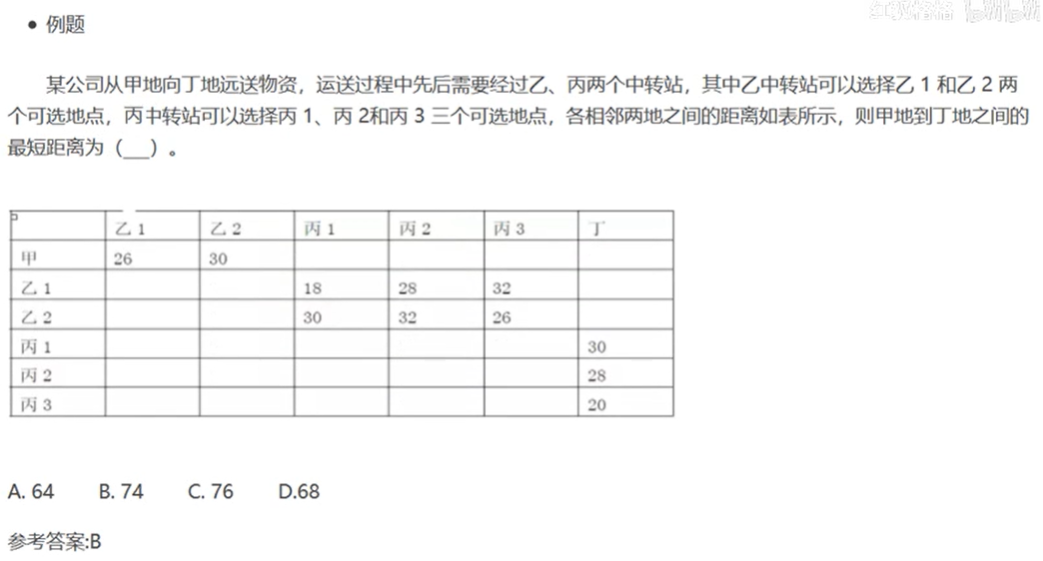 例题
某公司从甲地向丁地远送物资，运送过程中先后需要经过乙、丙两个中转站，其中乙中转站可以选择乙 1 和乙 2 两
个可选地点，丙中转站可以选择丙 1、丙 2和丙 3 三个可选地点，各相邻两地之间的距离如表所示，则甲地到丁地之间的
最短距离为（___）。
乙 1 乙 2 丙 1 丙 2 丙 3 丁
甲 26 30
乙 1 18 28 32
乙 2 30 32 26
丙 1 30
丙 2 28
丙 3 20
A. 64 B. 74 C. 76 D.68
参考答案:B